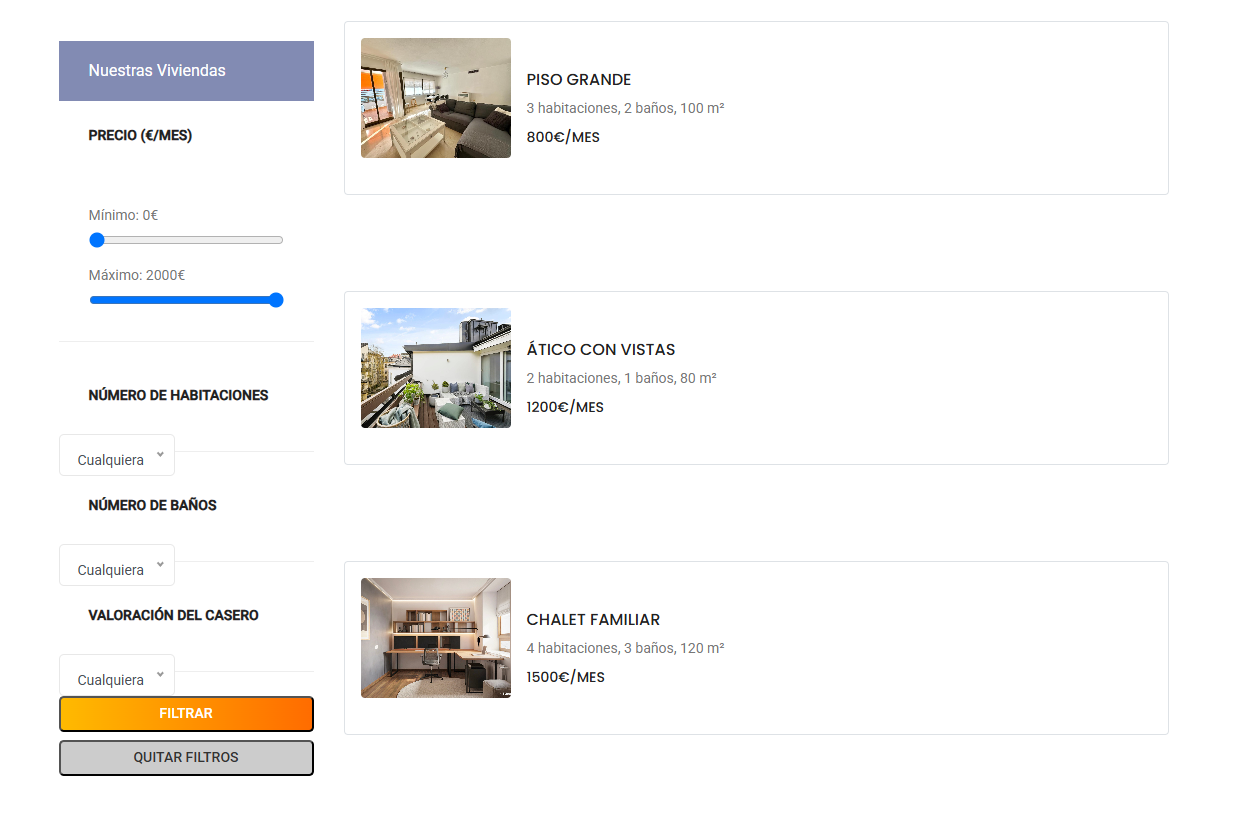 Nuestras Viviendas
PRECIO (€/MES)
Mínimo: 0€
Máximo: 2000€
NÚMERO DE HABITACIONES
Cualquiera
NÚMERO DE BAÑOS
Cualquiera
VALORACIÓN DEL CASERO
Cualquiera
FILTRAR
QUITAR FILTROS
PISO GRANDE
3 habitaciones, 2 baños, 100 m²
800€/MES
ÁTICO CON VISTAS
2 habitaciones, 1 baños, 80 m²
1200€/MES
CHALET FAMILIAR
4 habitaciones, 3 baños, 120 m²
1500€/MES